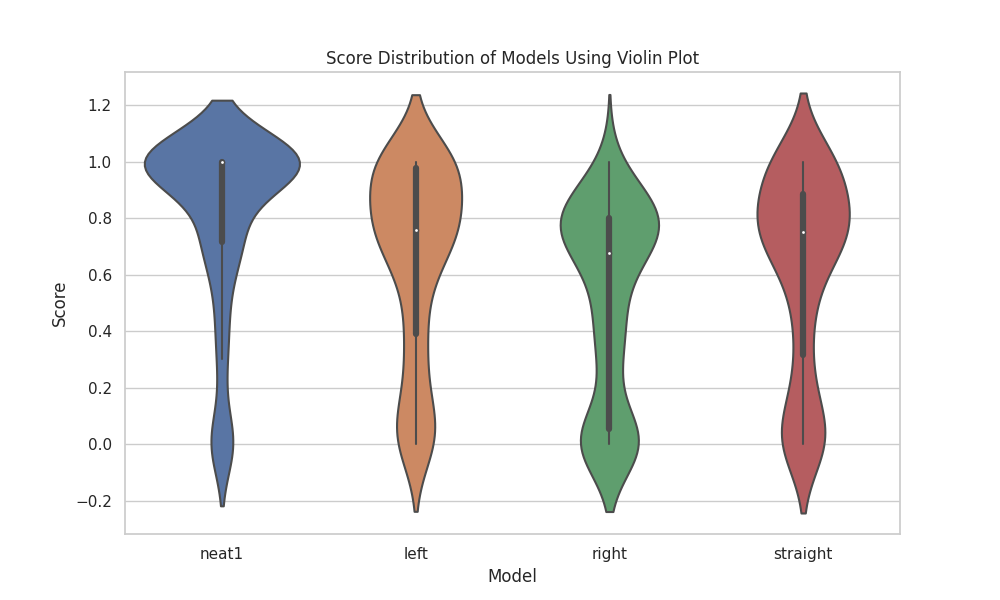 Score Distribution of Models Using Violin Plot
Score
1.2
1.0
0.8
0.6
0.4
0.2
0.0
−0.2
neat1 left right straight
Model